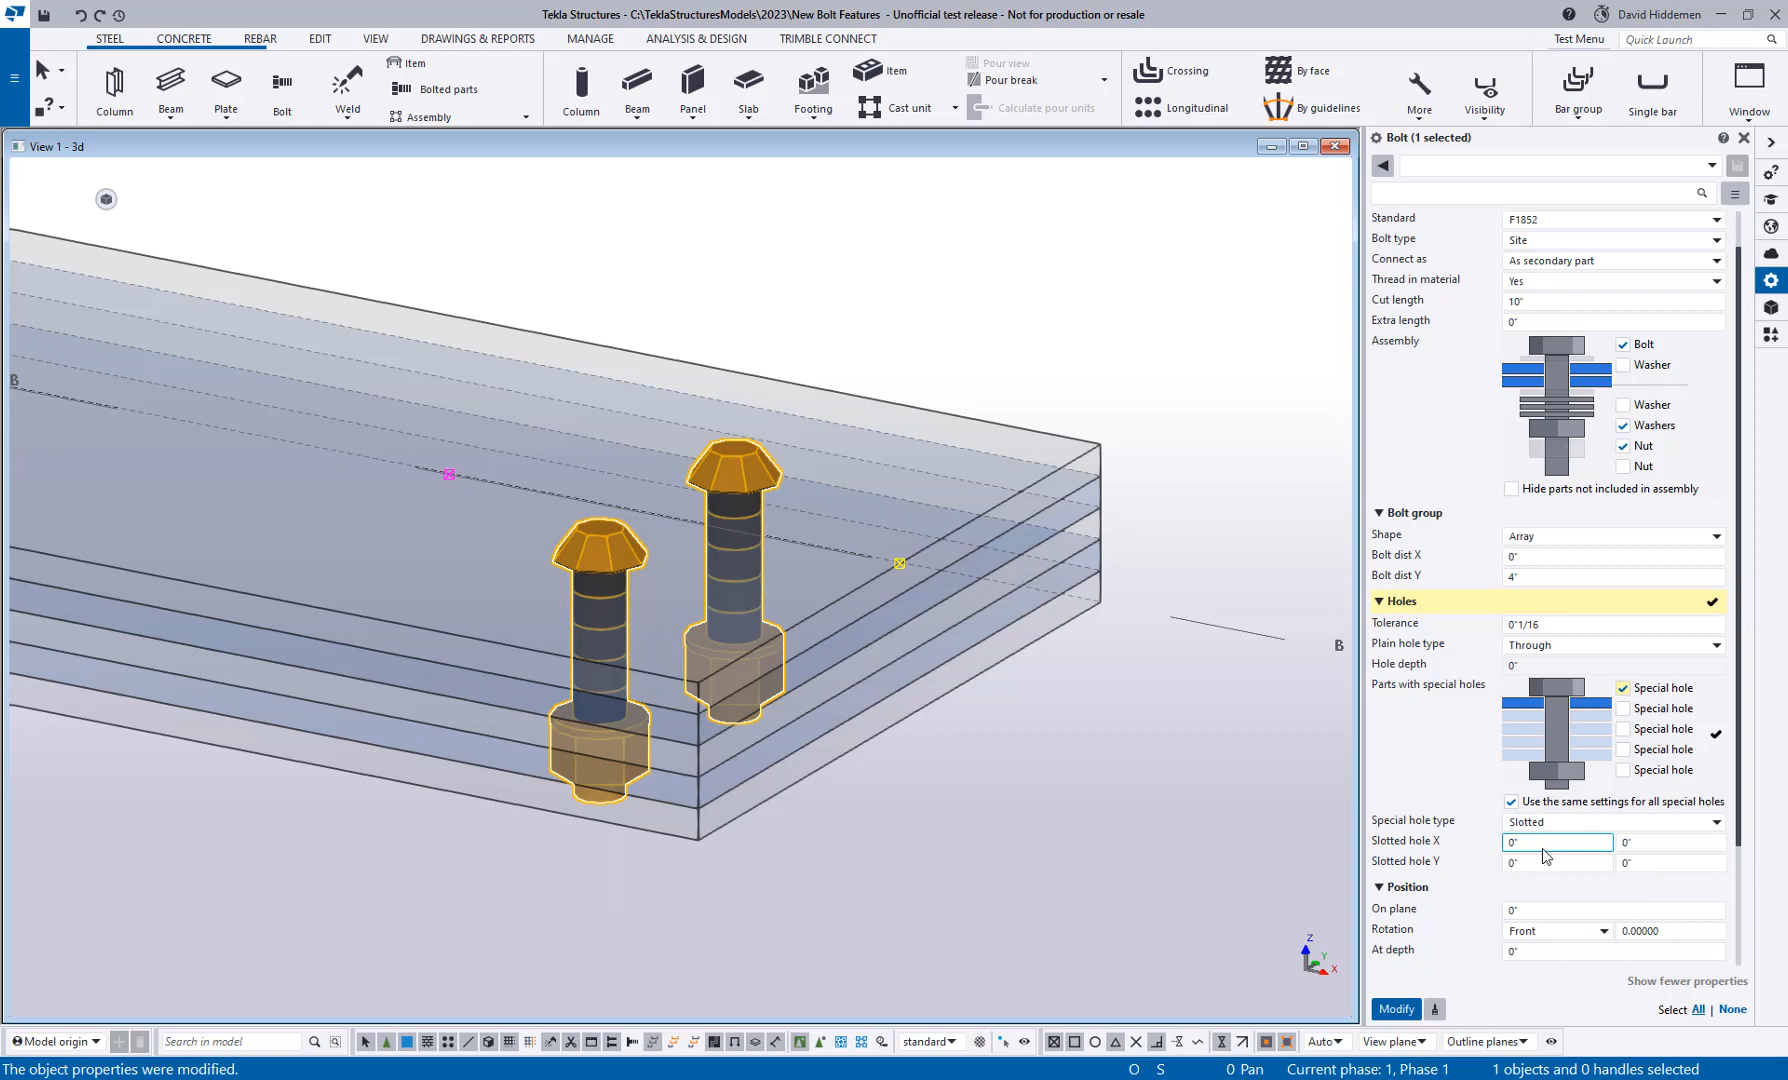 Tekla Structures - C:\TeklaStructuresModels\2023\New Bolt Features - Unofficial test release - Not for production or resale
David Hiddemen
STEEL CONCRETE REBAR EDIT VIEW DRAWINGS & REPORTS MANAGE ANALYSIS & DESIGN TRIMBLE CONNECT
Test Menu
Quick Launch
Column
Beam
Plate
Bolt
Weld
Item
Bolted parts
Assembly
Column
Beam
Panel
Slab
Footing
Item
Cast unit
Pour view
Pour break
Calculate pour units
Crossing
Longitudinal
By face
By guidelines
More
Visibility
Bar group
Single bar
Window
View 1 - 3d
B
B
Z
Y
X
Bolt (1 selected)
Standard F1852
Bolt type Site
Connect as As secondary part
Thread in material Yes
Cut length 10"
Extra length 0"
Assembly
Bolt
Washer
Washer
Washers
Nut
Nut
Hide parts not included in assembly
Bolt group
Shape Array
Bolt dist X 0"
Bolt dist Y 4"
Holes
Tolerance 0"1/16
Plain hole type Through
Hole depth 0"
Parts with special holes
Special hole
Special hole
Special hole
Special hole
Special hole
Use the same settings for all special holes
Special hole type Slotted
Slotted hole X 0" 0"
Slotted hole Y 0" 0"
Position
On plane 0"
Rotation Front 0.00000
At depth 0"
Show fewer properties
Modify
Select All | None
Model origin
Search in model
standard
Auto
View plane
Outline planes
The object properties were modified.
O S 0 Pan Current phase: 1, Phase 1 1 objects and 0 handles selected